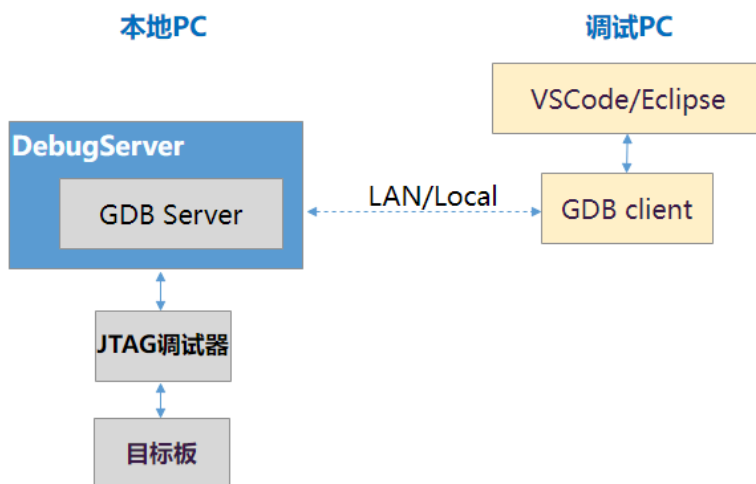 本地PC
调试PC
VSCode/Eclipse
DebugServer
GDB Server
LAN/Local
GDB client
JTAG调试器
目标板